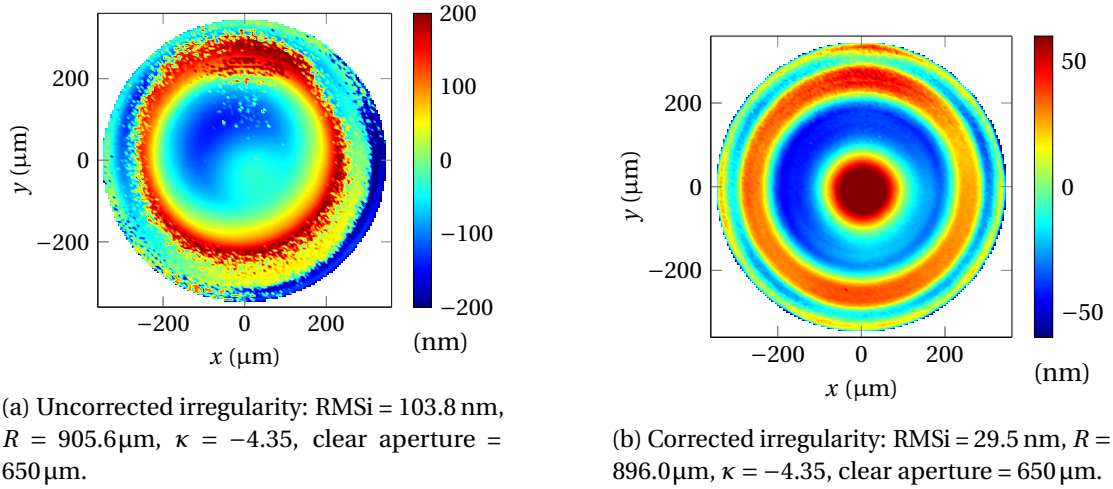 200
100
0
−100
−200
(nm)
200
0
−200
y (µm)
−200
0
200
x (µm)
(a) Uncorrected irregularity: RMSi = 103.8 nm,
R = 905.6µm, κ = −4.35, clear aperture =
650µm.
50
0
−50
(nm)
200
0
−200
y (µm)
−200
0
200
x (µm)
(b) Corrected irregularity: RMSi = 29.5 nm, R =
896.0µm, κ = −4.35, clear aperture = 650µm.